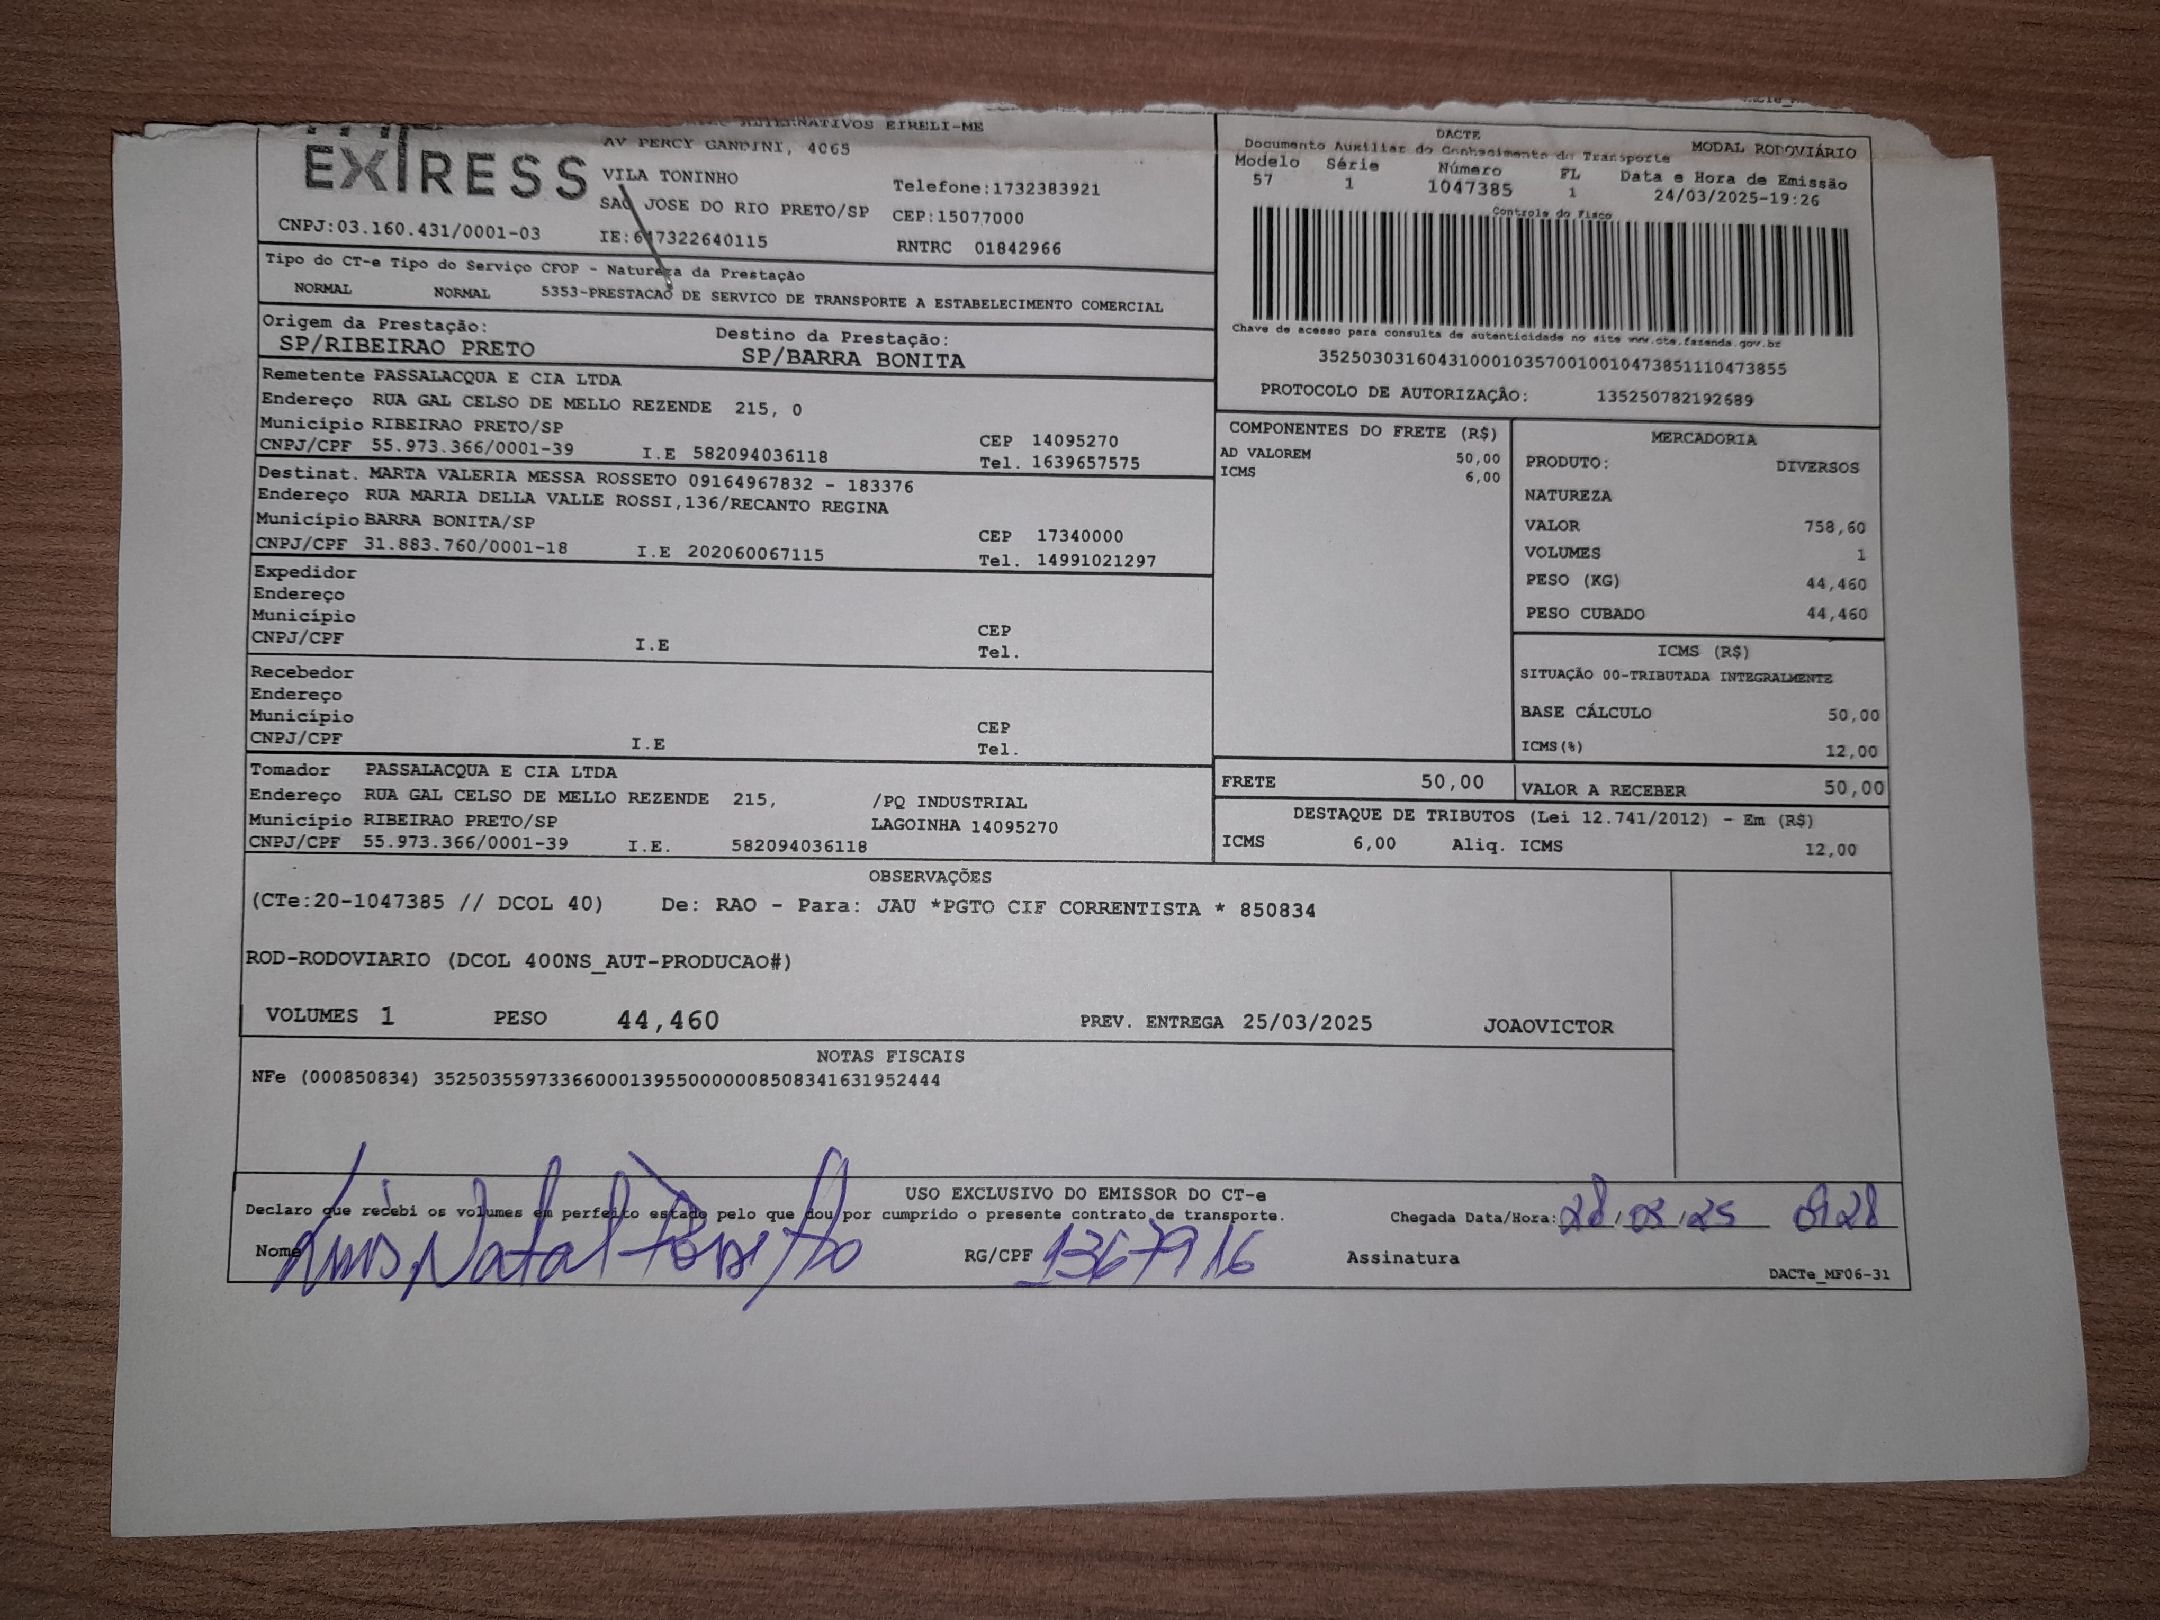 ALTERNATIVOS EIRELI-ME
EXPRESS
AV PERCY GANDINI, 4065
VILA TONINHO
Telefone:1732383921
SAO JOSE DO RIO PRETO/SP CEP:15077000
CNPJ:03.160.431/0001-03 IE:647322640115 RNTRC 01842966
DACTE
Documento Auxiliar do Conhecimento do Transporte
MODAL RODOVIÁRIO
Modelo Série Número FL Data e Hora de Emissão
57 1 1047385 1 24/03/2025-19:26
Controle do Fisco
Chave de acesso para consulta de autenticidade no site www.cte.fazenda.gov.br
35250303160431000103570010010473851110473855
PROTOCOLO DE AUTORIZAÇÃO: 135250782192689
Tipo do CT-e Tipo do Serviço CFOP - Natureza da Prestação
NORMAL NORMAL 5353-PRESTACAO DE SERVICO DE TRANSPORTE A ESTABELECIMENTO COMERCIAL
Origem da Prestação: Destino da Prestação:
SP/RIBEIRAO PRETO SP/BARRA BONITA
Remetente PASSALACQUA E CIA LTDA
Endereço RUA GAL CELSO DE MELLO REZENDE 215, 0
Município RIBEIRAO PRETO/SP CEP 14095270
CNPJ/CPF 55.973.366/0001-39 I.E 582094036118 Tel. 1639657575
Destinat. MARTA VALERIA MESSA ROSSETO 09164967832 - 183376
Endereço RUA MARIA DELLA VALLE ROSSI,136/RECANTO REGINA
Município BARRA BONITA/SP CEP 17340000
CNPJ/CPF 31.883.760/0001-18 I.E 202060067115 Tel. 14991021297
Expedidor
Endereço
Município CEP
CNPJ/CPF I.E Tel.
Recebedor
Endereço
Município CEP
CNPJ/CPF I.E Tel.
Tomador PASSALACQUA E CIA LTDA
Endereço RUA GAL CELSO DE MELLO REZENDE 215, /PQ INDUSTRIAL
Município RIBEIRAO PRETO/SP LAGOINHA 14095270
CNPJ/CPF 55.973.366/0001-39 I.E. 582094036118
COMPONENTES DO FRETE (R$)
AD VALOREM 50,00
ICMS 6,00
MERCADORIA
PRODUTO: DIVERSOS
NATUREZA
VALOR 758,60
VOLUMES 1
PESO (KG) 44,460
PESO CUBADO 44,460
ICMS (R$)
SITUAÇÃO 00-TRIBUTADA INTEGRALMENTE
BASE CÁLCULO 50,00
ICMS(%) 12,00
FRETE 50,00 VALOR A RECEBER 50,00
DESTAQUE DE TRIBUTOS (Lei 12.741/2012) - Em (R$)
ICMS 6,00 Aliq. ICMS 12,00
OBSERVAÇÕES
(CTe:20-1047385 // DCOL 40) De: RAO - Para: JAU *PGTO CIF CORRENTISTA * 850834
ROD-RODOVIARIO (DCOL 400NS_AUT-PRODUCAO#)
VOLUMES 1 PESO 44,460 PREV. ENTREGA 25/03/2025 JOAOVICTOR
NOTAS FISCAIS
NFe (000850834) 35250355973366000139550000008508341631952444
USO EXCLUSIVO DO EMISSOR DO CT-e
Declaro que recebi os volumes em perfeito estado pelo que dou por cumprido o presente contrato de transporte. Chegada Data/Hora: 28.03.25
Nome Luis Natal RG/CPF 1367916 Assinatura
DACTe_MF06-31